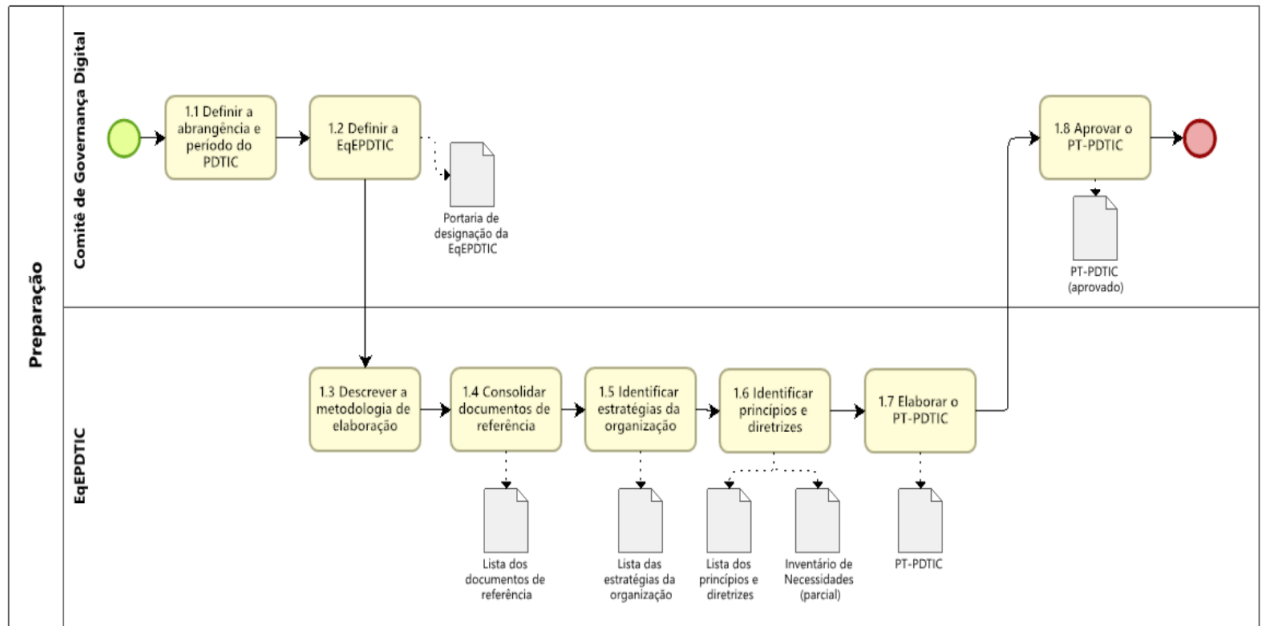 Preparação
Comitê de Governança Digital
1.1 Definir a
abrangência e
período do
PDTIC
1.2 Definir a
EqEPDTIC
Portaria de
designação da
EqEPDTIC
1.8 Aprovar o
PT-PDTIC
PT-PDTIC
(aprovado)
EqEPDTIC
1.3 Descrever a
metodologia de
elaboração
1.4 Consolidar
documentos de
referência
1.5 Identificar
estratégias da
organização
1.6 Identificar
princípios e
diretrizes
1.7 Elaborar o
PT-PDTIC
Lista dos
documentos de
referência
Lista das
estratégias da
organização
Lista dos
princípios e
diretrizes
Inventário de
Necessidades
(parcial)
PT-PDTIC